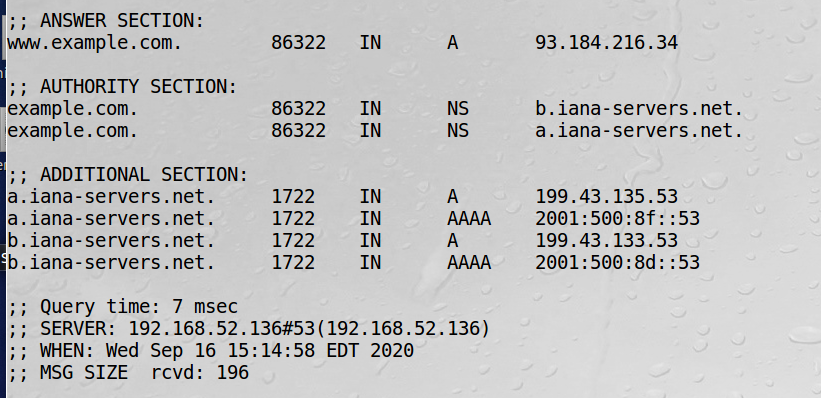 ;; ANSWER SECTION:
www.example.com. 86322 IN A 93.184.216.34
;; AUTHORITY SECTION:
example.com. 86322 IN NS b.iana-servers.net.
example.com. 86322 IN NS a.iana-servers.net.
;; ADDITIONAL SECTION:
a.iana-servers.net. 1722 IN A 199.43.135.53
a.iana-servers.net. 1722 IN AAAA 2001:500:8f::53
b.iana-servers.net. 1722 IN A 199.43.133.53
b.iana-servers.net. 1722 IN AAAA 2001:500:8d::53
;; Query time: 7 msec
;; SERVER: 192.168.52.136#53(192.168.52.136)
;; WHEN: Wed Sep 16 15:14:58 EDT 2020
;; MSG SIZE rcvd: 196